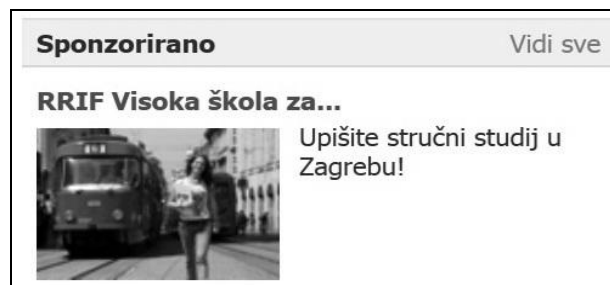 Sponzorirano
Vidi sve
RRIF Visoka škola za...
Upišite stručni studij u
Zagrebu!